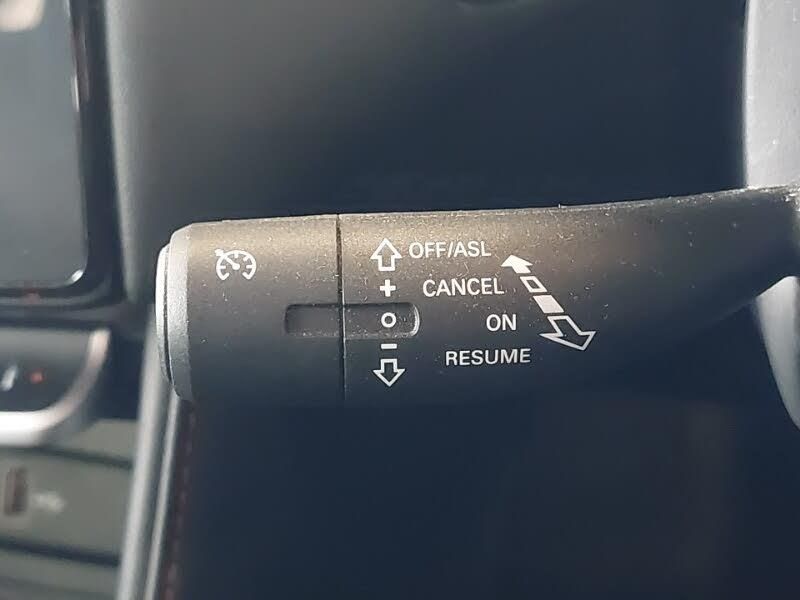 OFF/ASL
+ CANCEL
O ON
− RESUME